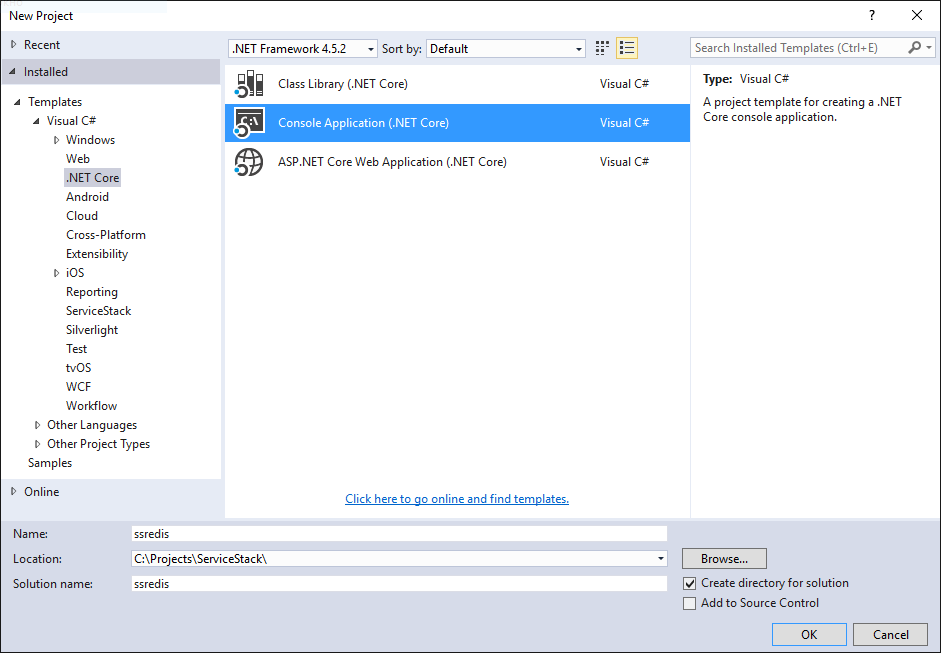 New Project
?
Recent
.NET Framework 4.5.2
Sort by:
Default
Search Installed Templates (Ctrl+E)
Installed
Templates
Visual C#
Windows
Web
.NET Core
Android
Cloud
Cross-Platform
Extensibility
iOS
Reporting
ServiceStack
Silverlight
Test
tvOS
WCF
Workflow
Other Languages
Other Project Types
Samples
Online
Class Library (.NET Core) Visual C#
C:\
Console Application (.NET Core) Visual C#
ASP.NET Core Web Application (.NET Core) Visual C#
Click here to go online and find templates.
Type: Visual C#
A project template for creating a .NET
Core console application.
Name: ssredis
Location: C:\Projects\ServiceStack\
Browse...
Solution name: ssredis
Create directory for solution
Add to Source Control
OK
Cancel